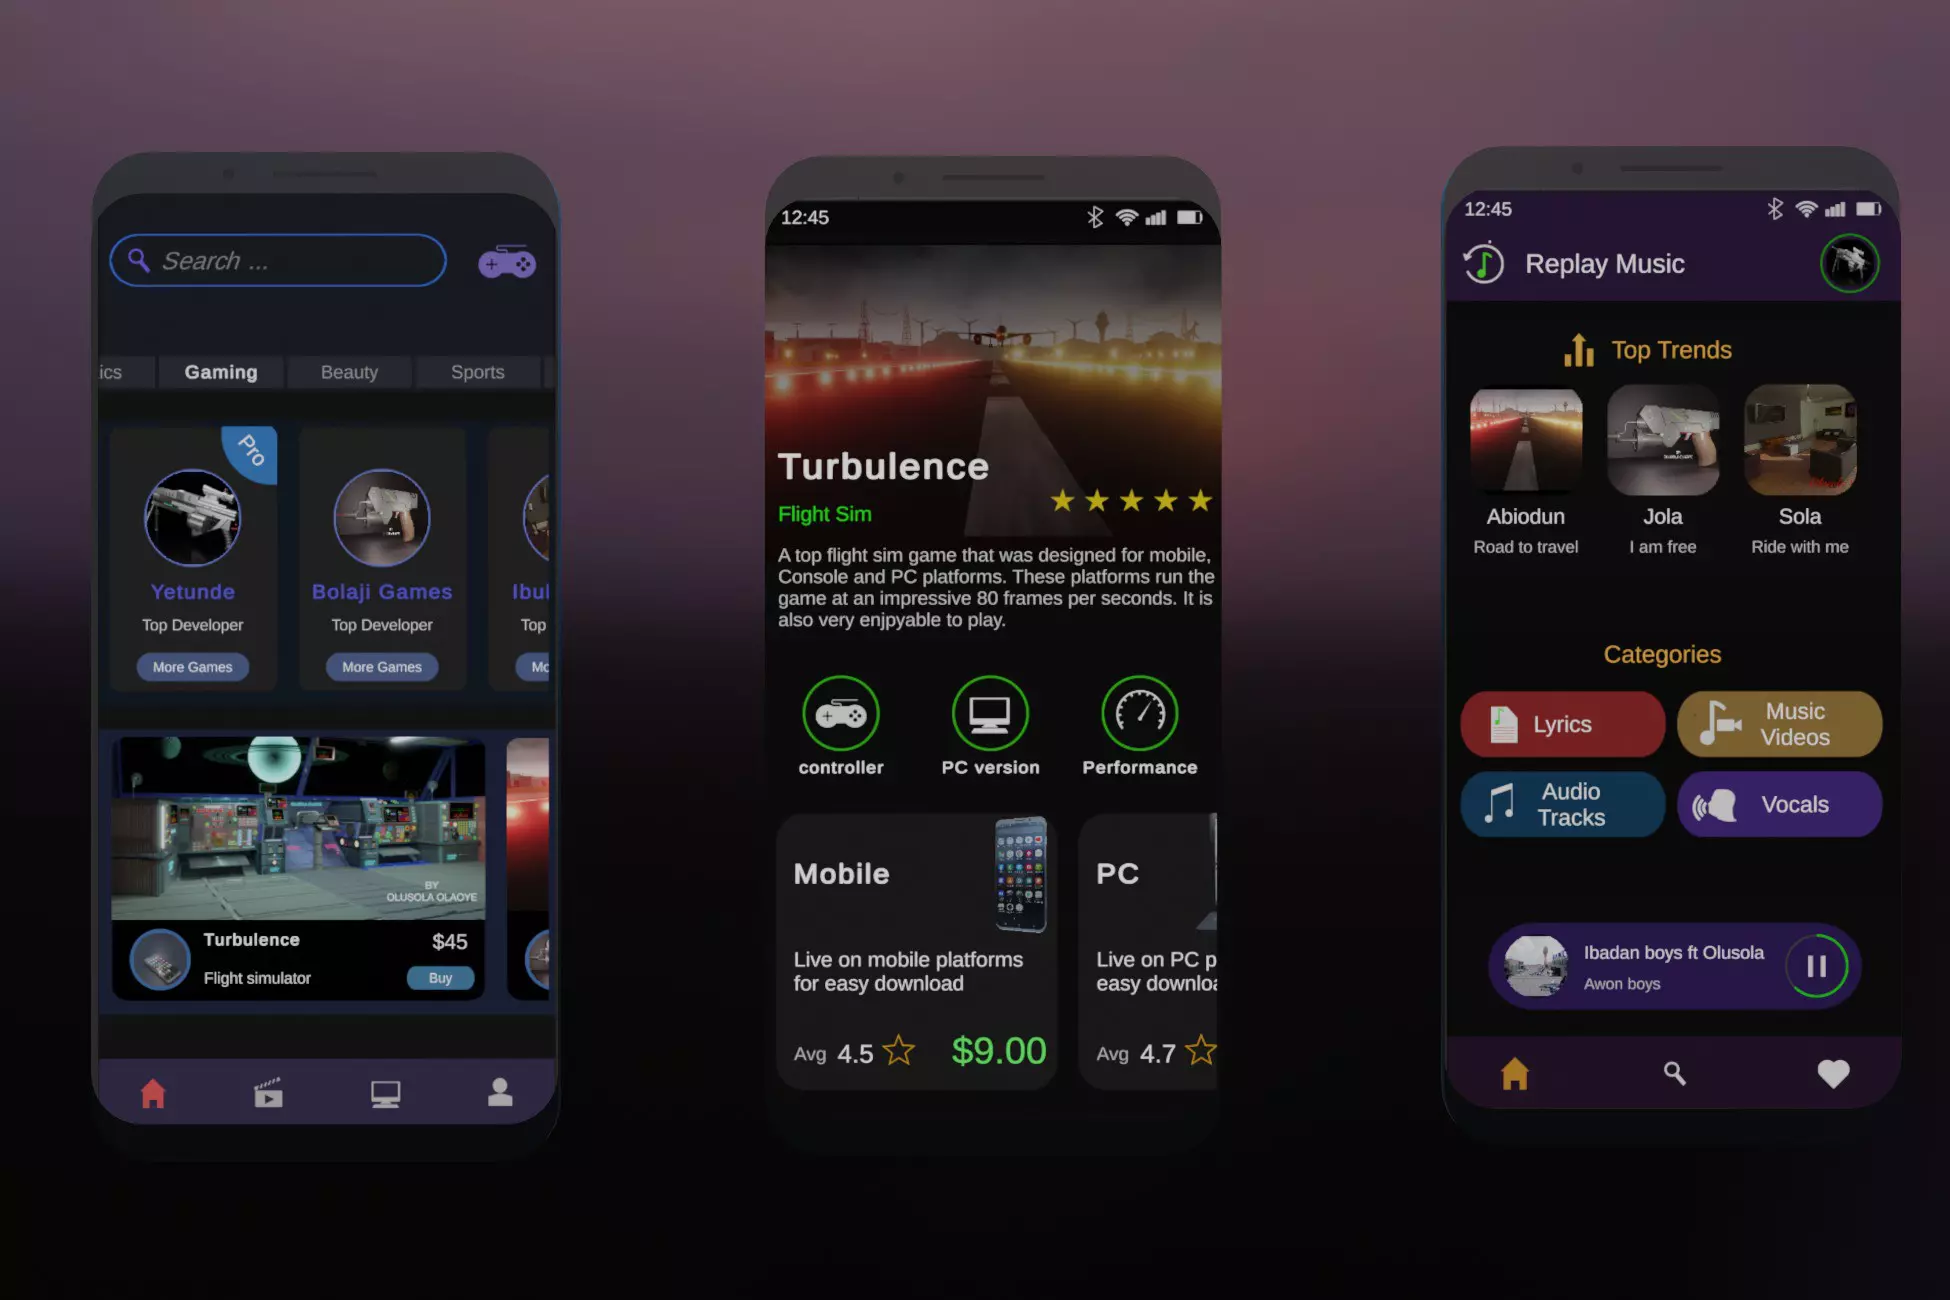 Search ...
ics Gaming Beauty Sports
Pro
Yetunde
Top Developer
More Games
Bolaji Games
Top Developer
More Games
Ibul
Top
Mo
BY
OLUSOLA OLAOYE
Turbulence
$45
Flight simulator
Buy
12:45
Turbulence
Flight Sim
A top flight sim game that was designed for mobile,
Console and PC platforms. These platforms run the
game at an impressive 80 frames per seconds. It is
also very enjpyable to play.
controller
PC version
Performance
Mobile
Live on mobile platforms
for easy download
Avg 4.5
$9.00
PC
Live on PC p
easy downloa
Avg 4.7
12:45
Replay Music
Top Trends
Abiodun
Road to travel
Jola
I am free
Sola
Ride with me
Categories
Lyrics
Music
Videos
Audio
Tracks
Vocals
Ibadan boys ft Olusola
Awon boys